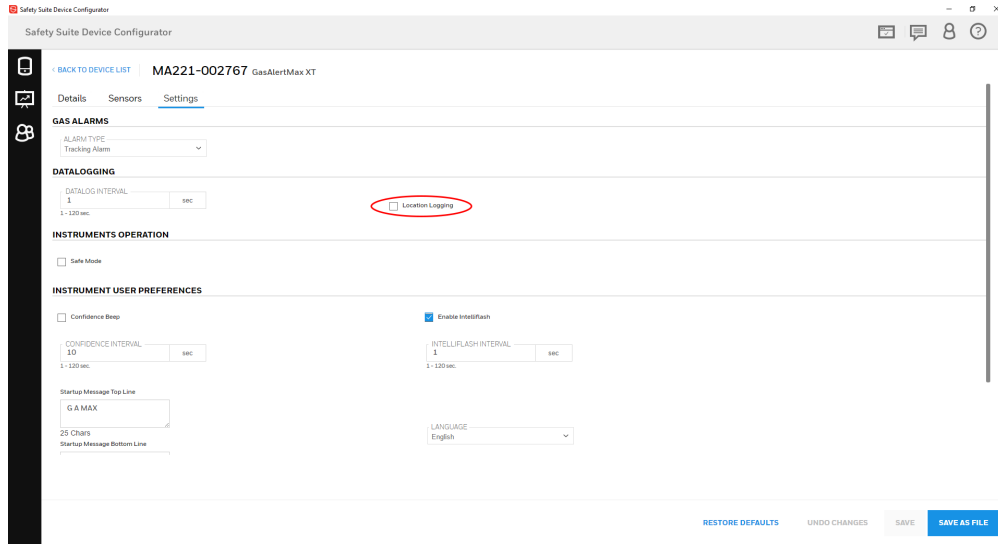 Safety Suite Device Configurator
Safety Suite Device Configurator
< BACK TO DEVICE LIST MA221-002767 GasAlertMax XT
Details Sensors Settings
GAS ALARMS
ALARM TYPE
Tracking Alarm
DATALOGGING
DATALOG INTERVAL
1 sec
Location Logging
1 - 120 sec.
INSTRUMENTS OPERATION
Safe Mode
INSTRUMENT USER PREFERENCES
Confidence Beep Enable Intelliflash
CONFIDENCE INTERVAL INTELLIFLASH INTERVAL
10 sec 1 sec
1 - 120 sec. 1 - 120 sec.
Startup Message Top Line
G A MAX
25 Chars
LANGUAGE
English
Startup Message Bottom Line
RESTORE DEFAULTS UNDO CHANGES SAVE SAVE AS FILE